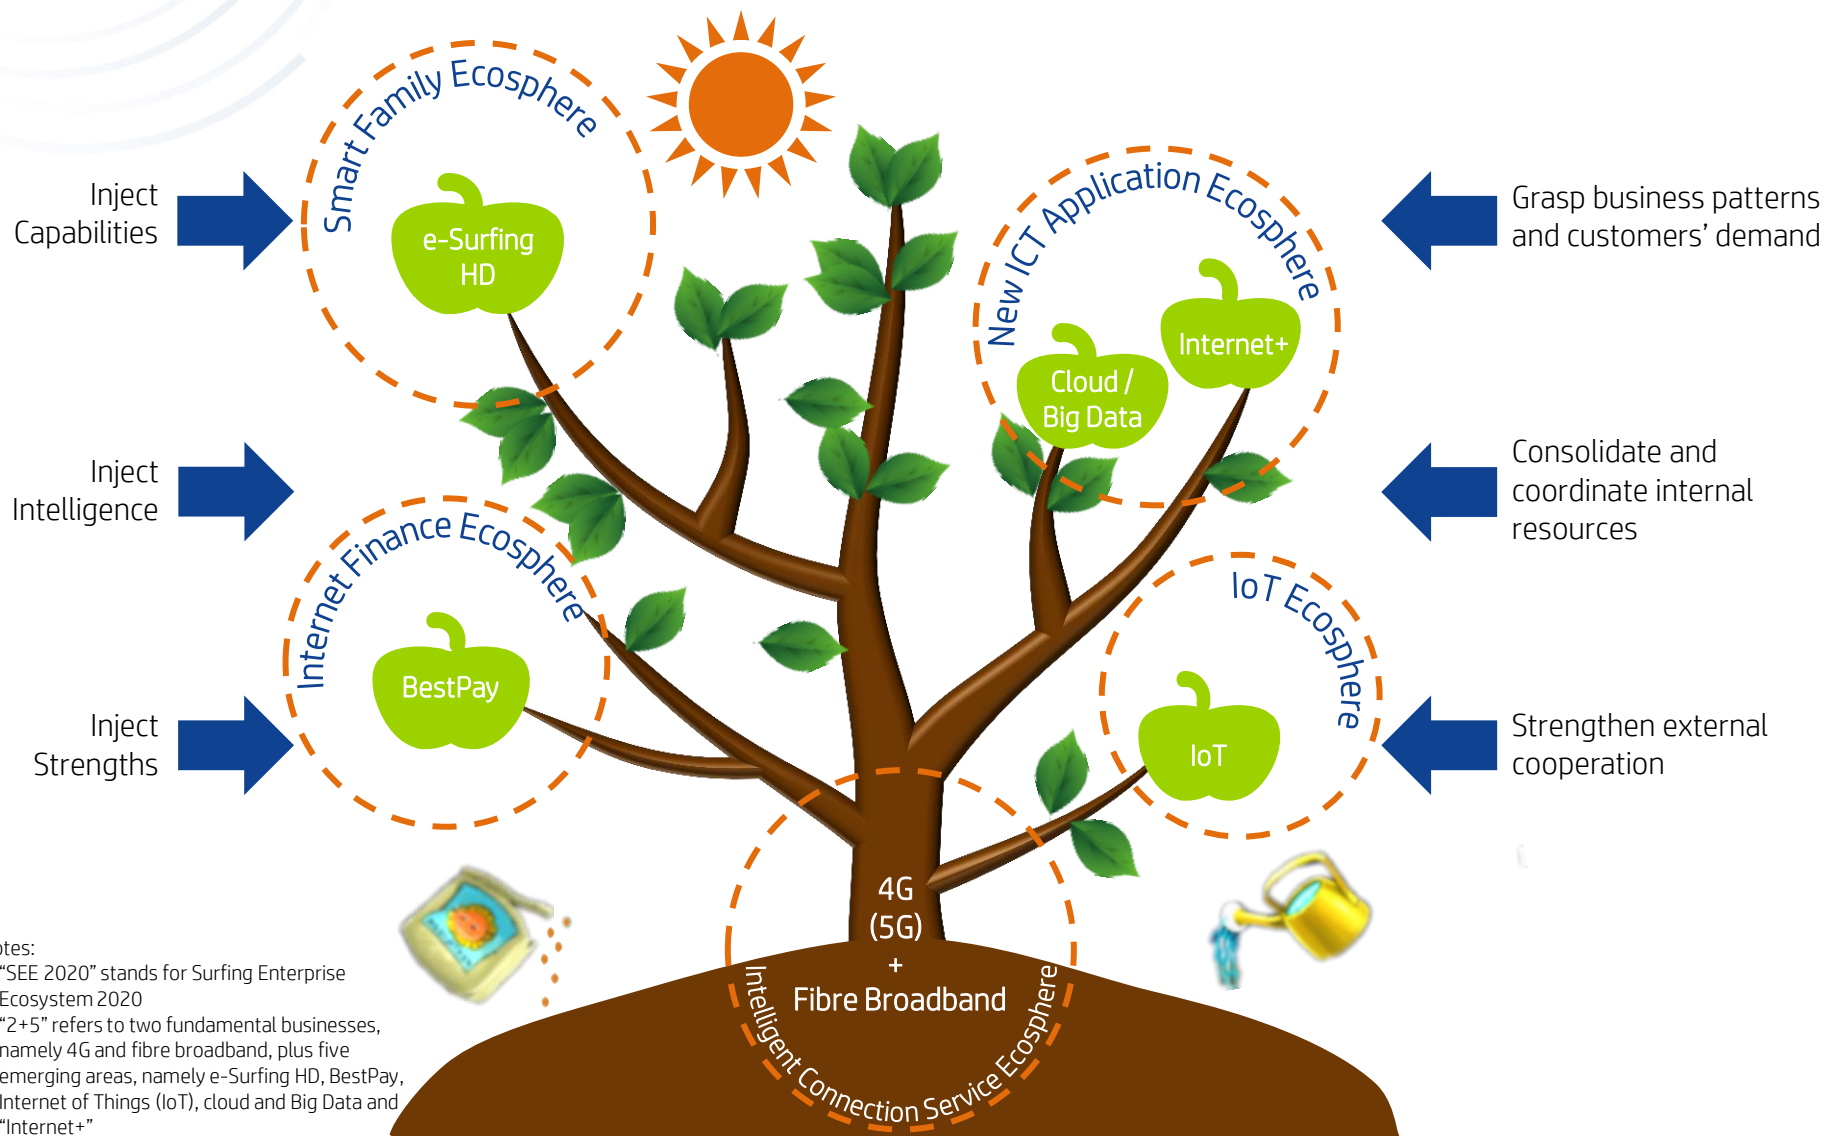 Smart Family Ecosphere
e-Surfing
HD
Inject
Capabilities
Inject
Intelligence
Inject
Strengths
Internet Finance Ecosphere
BestPay
New ICT Application Ecosphere
Internet+
Cloud /
Big Data
IoT Ecosphere
IoT
Grasp business patterns
and customers’ demand
Consolidate and
coordinate internal
resources
Strengthen external
cooperation
4G
(5G)
+
Fibre Broadband
Intelligent Connection Service Ecosphere
otes:
“SEE 2020” stands for Surfing Enterprise
Ecosystem 2020
“2+5” refers to two fundamental businesses,
namely 4G and fibre broadband, plus five
emerging areas, namely e-Surfing HD, BestPay,
Internet of Things (IoT), cloud and Big Data and
“Internet+”